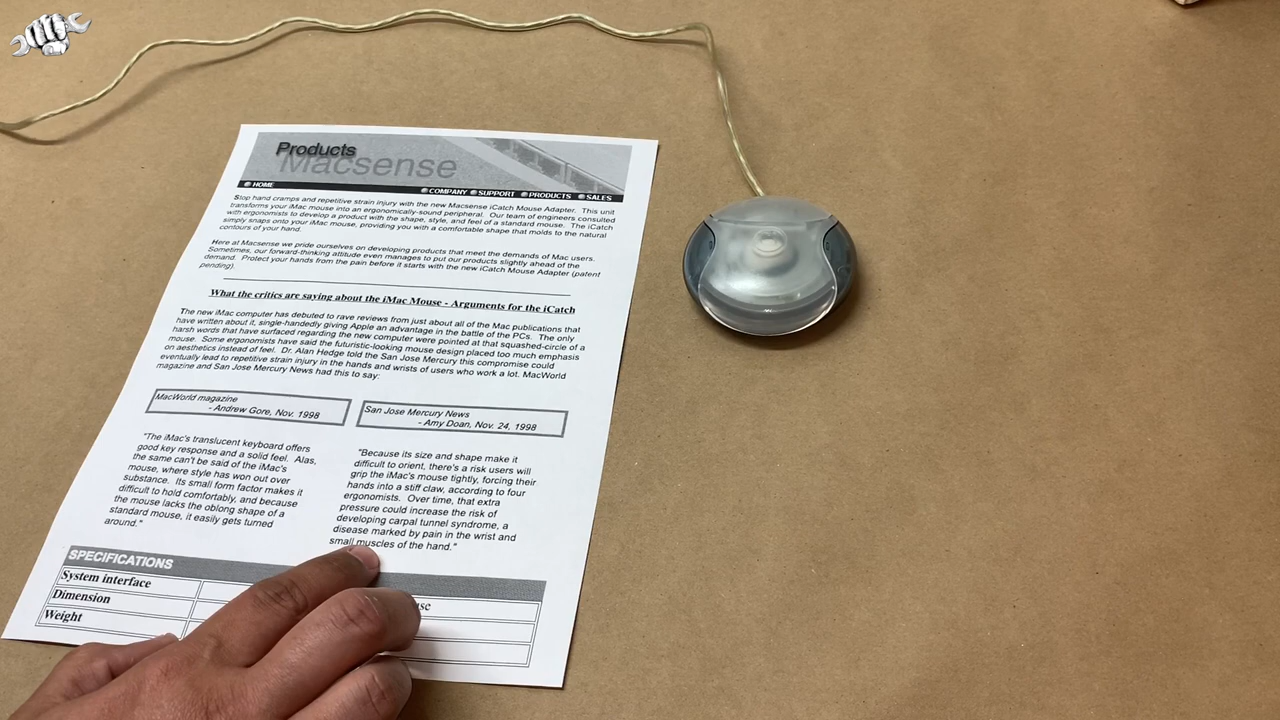 Products
Macsense
HOME
COMPANY SUPPORT PRODUCTS SALES
Stop hand cramps and repetitive strain injury with the new Macsense iCatch Mouse Adapter. This unit
transforms your iMac mouse into an ergonomically-sound peripheral. Our team of engineers consulted
with ergonomists to develop a product with the shape, style, and feel of a standard mouse. The iCatch
simply snaps onto your iMac mouse, providing you with a comfortable shape that molds to the natural
contours of your hand.
Here at Macsense we pride ourselves on developing products that meet the demands of Mac users.
Sometimes, our forward-thinking attitude even manages to put our products slightly ahead of the
demand. Protect your hands from the pain before it starts with the new iCatch Mouse Adapter (patent
pending).
What the critics are saying about the iMac Mouse - Arguments for the iCatch
The new iMac computer has debuted to rave reviews from just about all of the Mac publications that
have written about it, single-handedly giving Apple an advantage in the battle of the PCs. The only
harsh words that have surfaced regarding the new computer were pointed at that squashed-circle of a
mouse. Some ergonomists have said the futuristic-looking mouse design placed too much emphasis
on aesthetics instead of feel. Dr. Alan Hedge told the San Jose Mercury this compromise could
eventually lead to repetitive strain injury in the hands and wrists of users who work a lot. MacWorld
magazine and San Jose Mercury News had this to say:
MacWorld magazine
- Andrew Gore, Nov. 1998
"The iMac's translucent keyboard offers
good key response and a solid feel. Alas,
the same can't be said of the iMac's
mouse, where style has won out over
substance. Its small form factor makes it
difficult to hold comfortably, and because
the mouse lacks the oblong shape of a
standard mouse, it easily gets turned
around."
San Jose Mercury News
- Amy Doan, Nov. 24, 1998
"Because its size and shape make it
difficult to orient, there's a risk users will
grip the iMac's mouse tightly, forcing their
hands into a stiff claw, according to four
ergonomists. Over time, that extra
pressure could increase the risk of
developing carpal tunnel syndrome, a
disease marked by pain in the wrist and
small muscles of the hand."
SPECIFICATIONS
System interface
Dimension
Weight